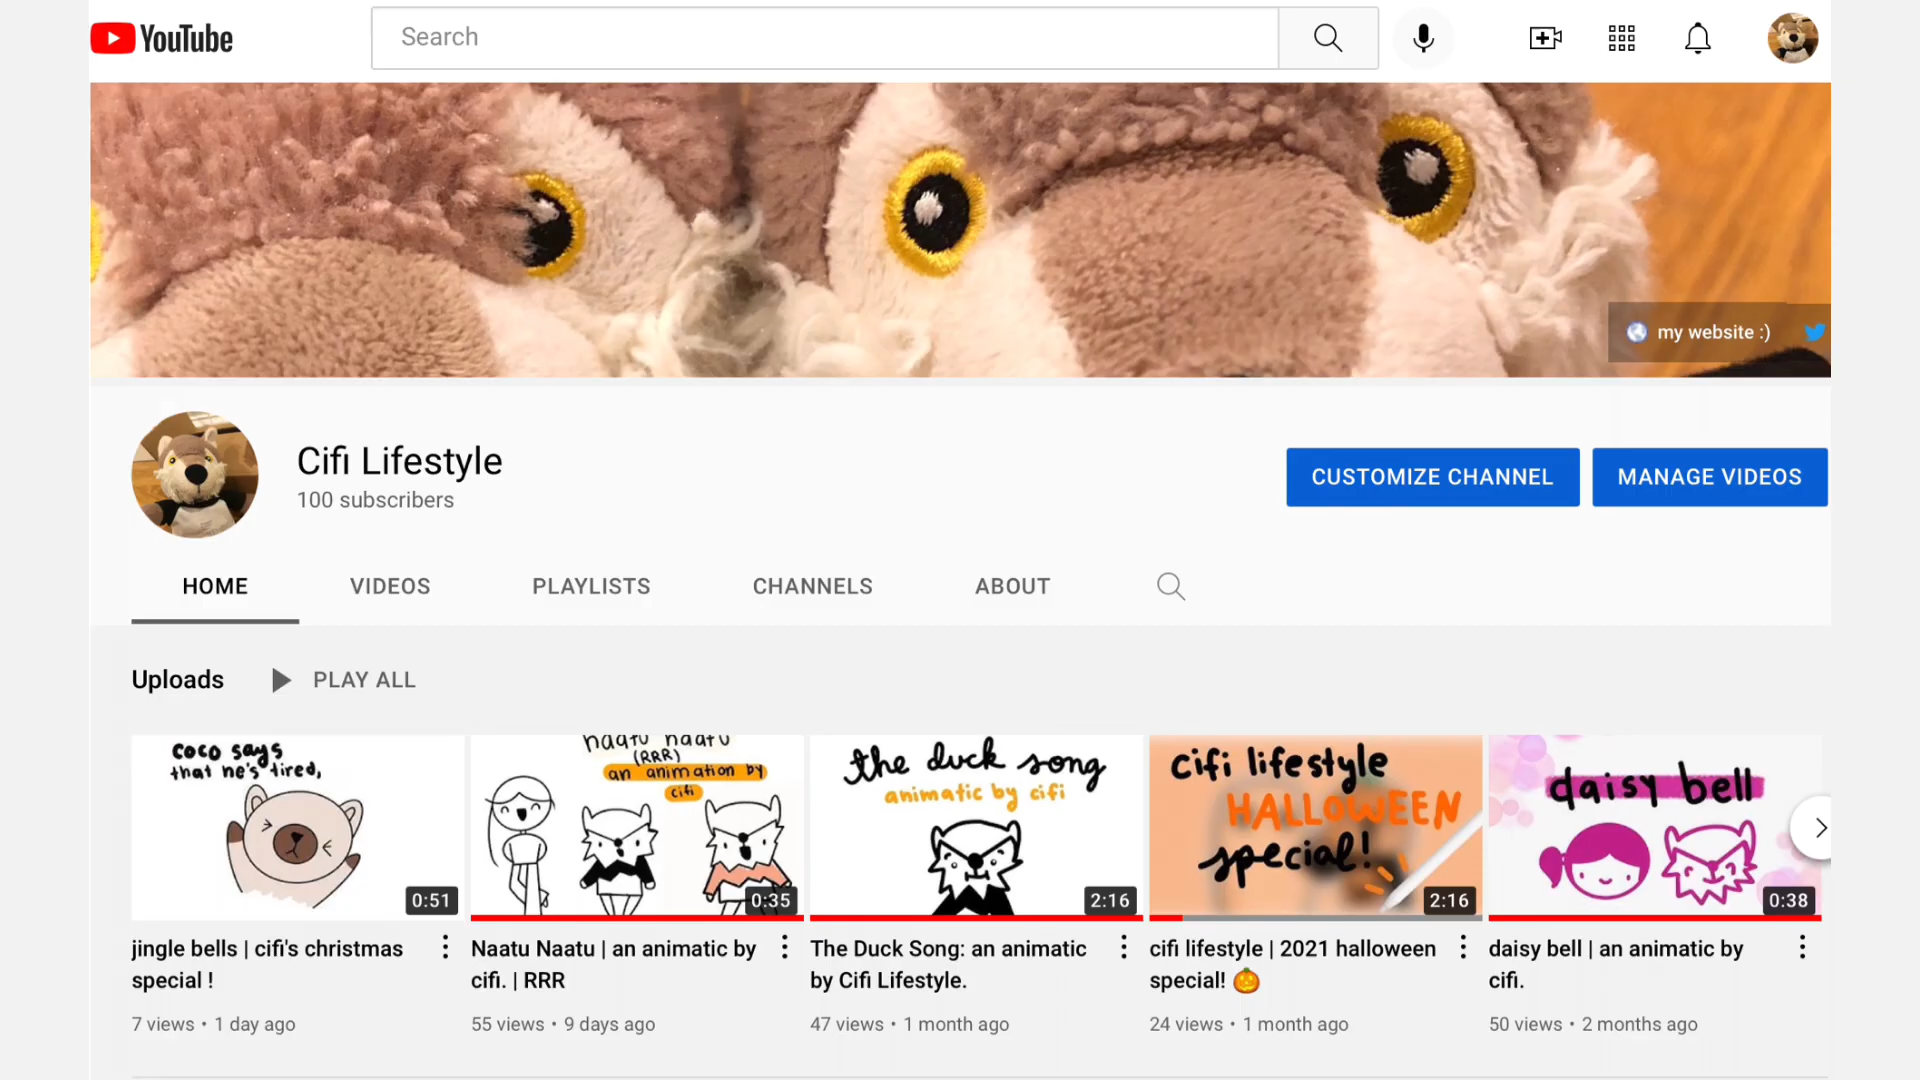 YouTube
Search
my website :)
Cifi Lifestyle
100 subscribers
CUSTOMIZE CHANNEL
MANAGE VIDEOS
HOME
VIDEOS
PLAYLISTS
CHANNELS
ABOUT
Uploads
PLAY ALL
coco says
that he's tired,
0:51
naatu naatu
(RRR)
an animation by
cifi
0:35
the duck song
animatic by cifi
2:16
cifi lifestyle
HALLOWEEN
special!
2:16
daisy bell
0:38
jingle bells | cifi's christmas
special !
7 views • 1 day ago
Naatu Naatu | an animatic by
cifi. | RRR
55 views • 9 days ago
The Duck Song: an animatic
by Cifi Lifestyle.
47 views • 1 month ago
cifi lifestyle | 2021 halloween
special! 🎃
24 views • 1 month ago
daisy bell | an animatic by
cifi.
50 views • 2 months ago